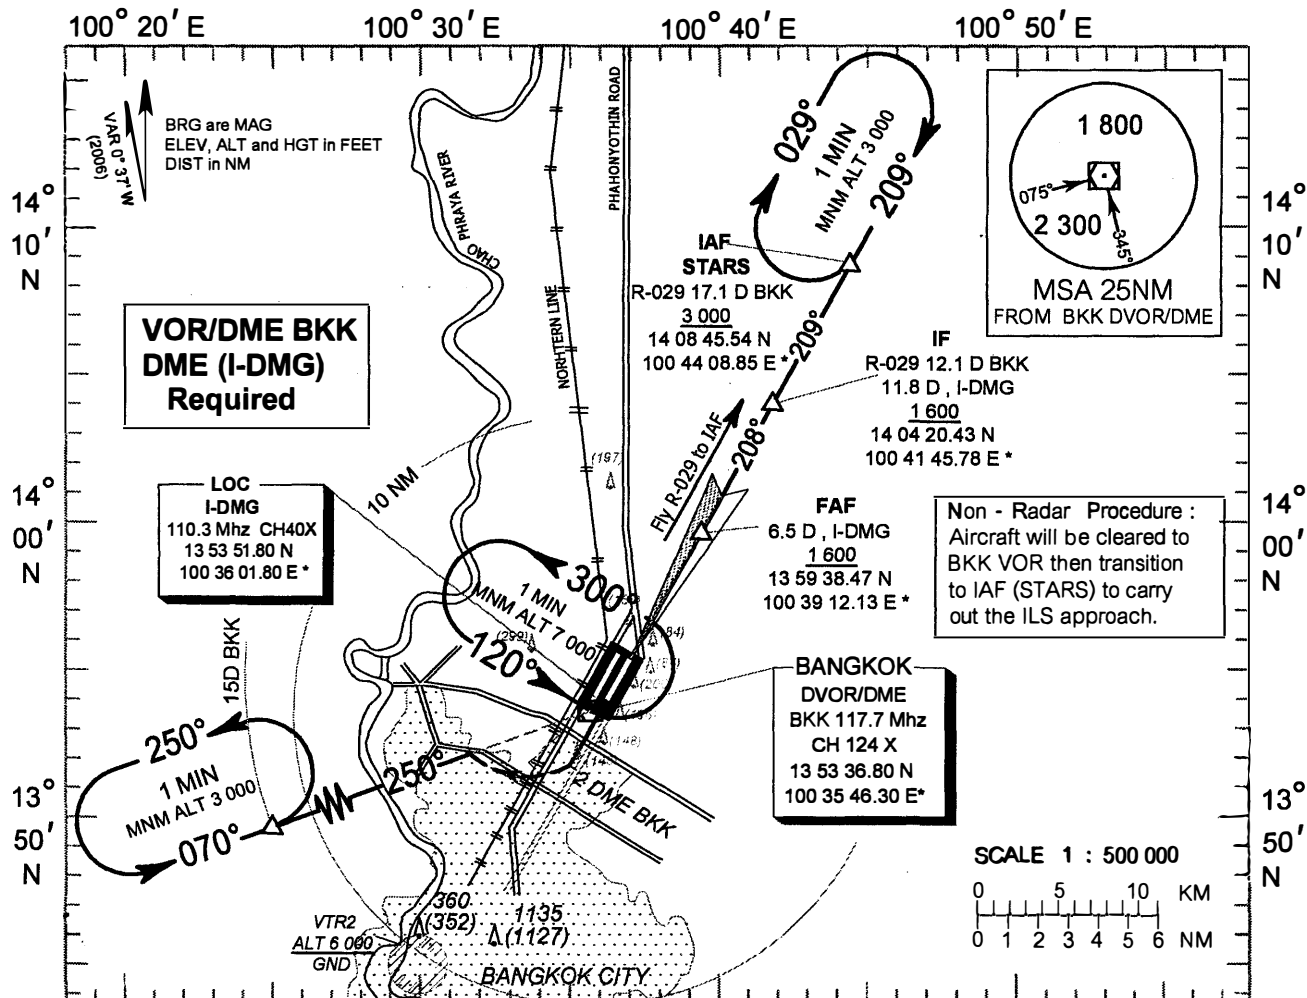 100° 20′ E
100° 30′ E
100° 40′ E
100° 50′ E
VAR 0° 37′ W
(2006)
BRG are MAG
ELEV, ALT and HGT in FEET
DIST in NM
CHAO PHRAYA RIVER
NORHTERN LINE
PHAHONYOTHIN ROAD
029°
1 MIN
MNM ALT 3 000
209°
1 800
075°
2 300
345°
MSA 25NM
FROM BKK DVOR/DME
14°
10′
N
14°
10′
N
VOR/DME BKK
DME (I-DMG)
Required
IAF
STARS
R-029 17.1 D BKK
3 000
14 08 45.54 N
100 44 08.85 E *
209°
IF
R-029 12.1 D BKK
11.8 D , I-DMG
1 600
14 04 20.43 N
100 41 45.78 E *
208°
Fly R-029 to IAF
(197)
10 NM
LOC
I-DMG
110.3 Mhz CH40X
13 53 51.80 N
100 36 01.80 E *
14°
00′
N
14°
00′
N
FAF
6.5 D , I-DMG
1 600
13 59 38.47 N
100 39 12.13 E *
Non - Radar Procedure :
Aircraft will be cleared to
BKK VOR then transition
to IAF (STARS) to carry
out the ILS approach.
300°
1 MIN
MNM ALT 7 000
120°
(299)
(84)
(148)
15D BKK
BANGKOK
DVOR/DME
BKK 117.7 Mhz
CH 124 X
13 53 36.80 N
100 35 46.30 E*
250°
1 MIN
MNM ALT 3 000
070°
250°
2 DME BKK
13°
50′
N
13°
50′
N
SCALE 1 : 500 000
0 5 10 KM
0 1 2 3 4 5 6 NM
360
(352)
1135
(1127)
VTR2
ALT 6 000
GND
BANGKOK CITY